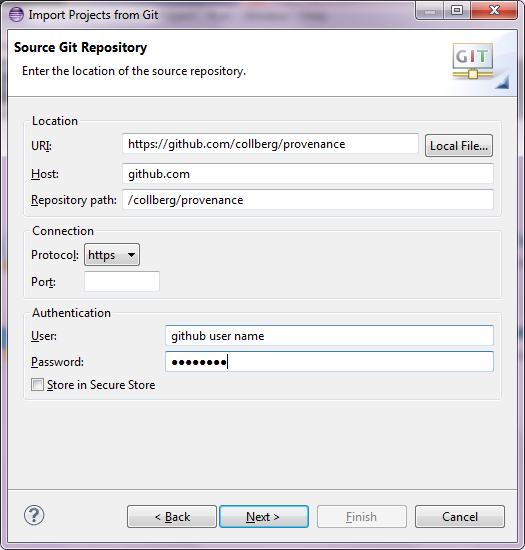 Import Projects from Git
Source Git Repository
Enter the location of the source repository.
GIT
Location
URI: https://github.com/collberg/provenance Local File...
Host: github.com
Repository path: /collberg/provenance
Connection
Protocol: https
Port:
Authentication
User: github user name
Password: ●●●●●●●●
Store in Secure Store
? < Back Next > Finish Cancel